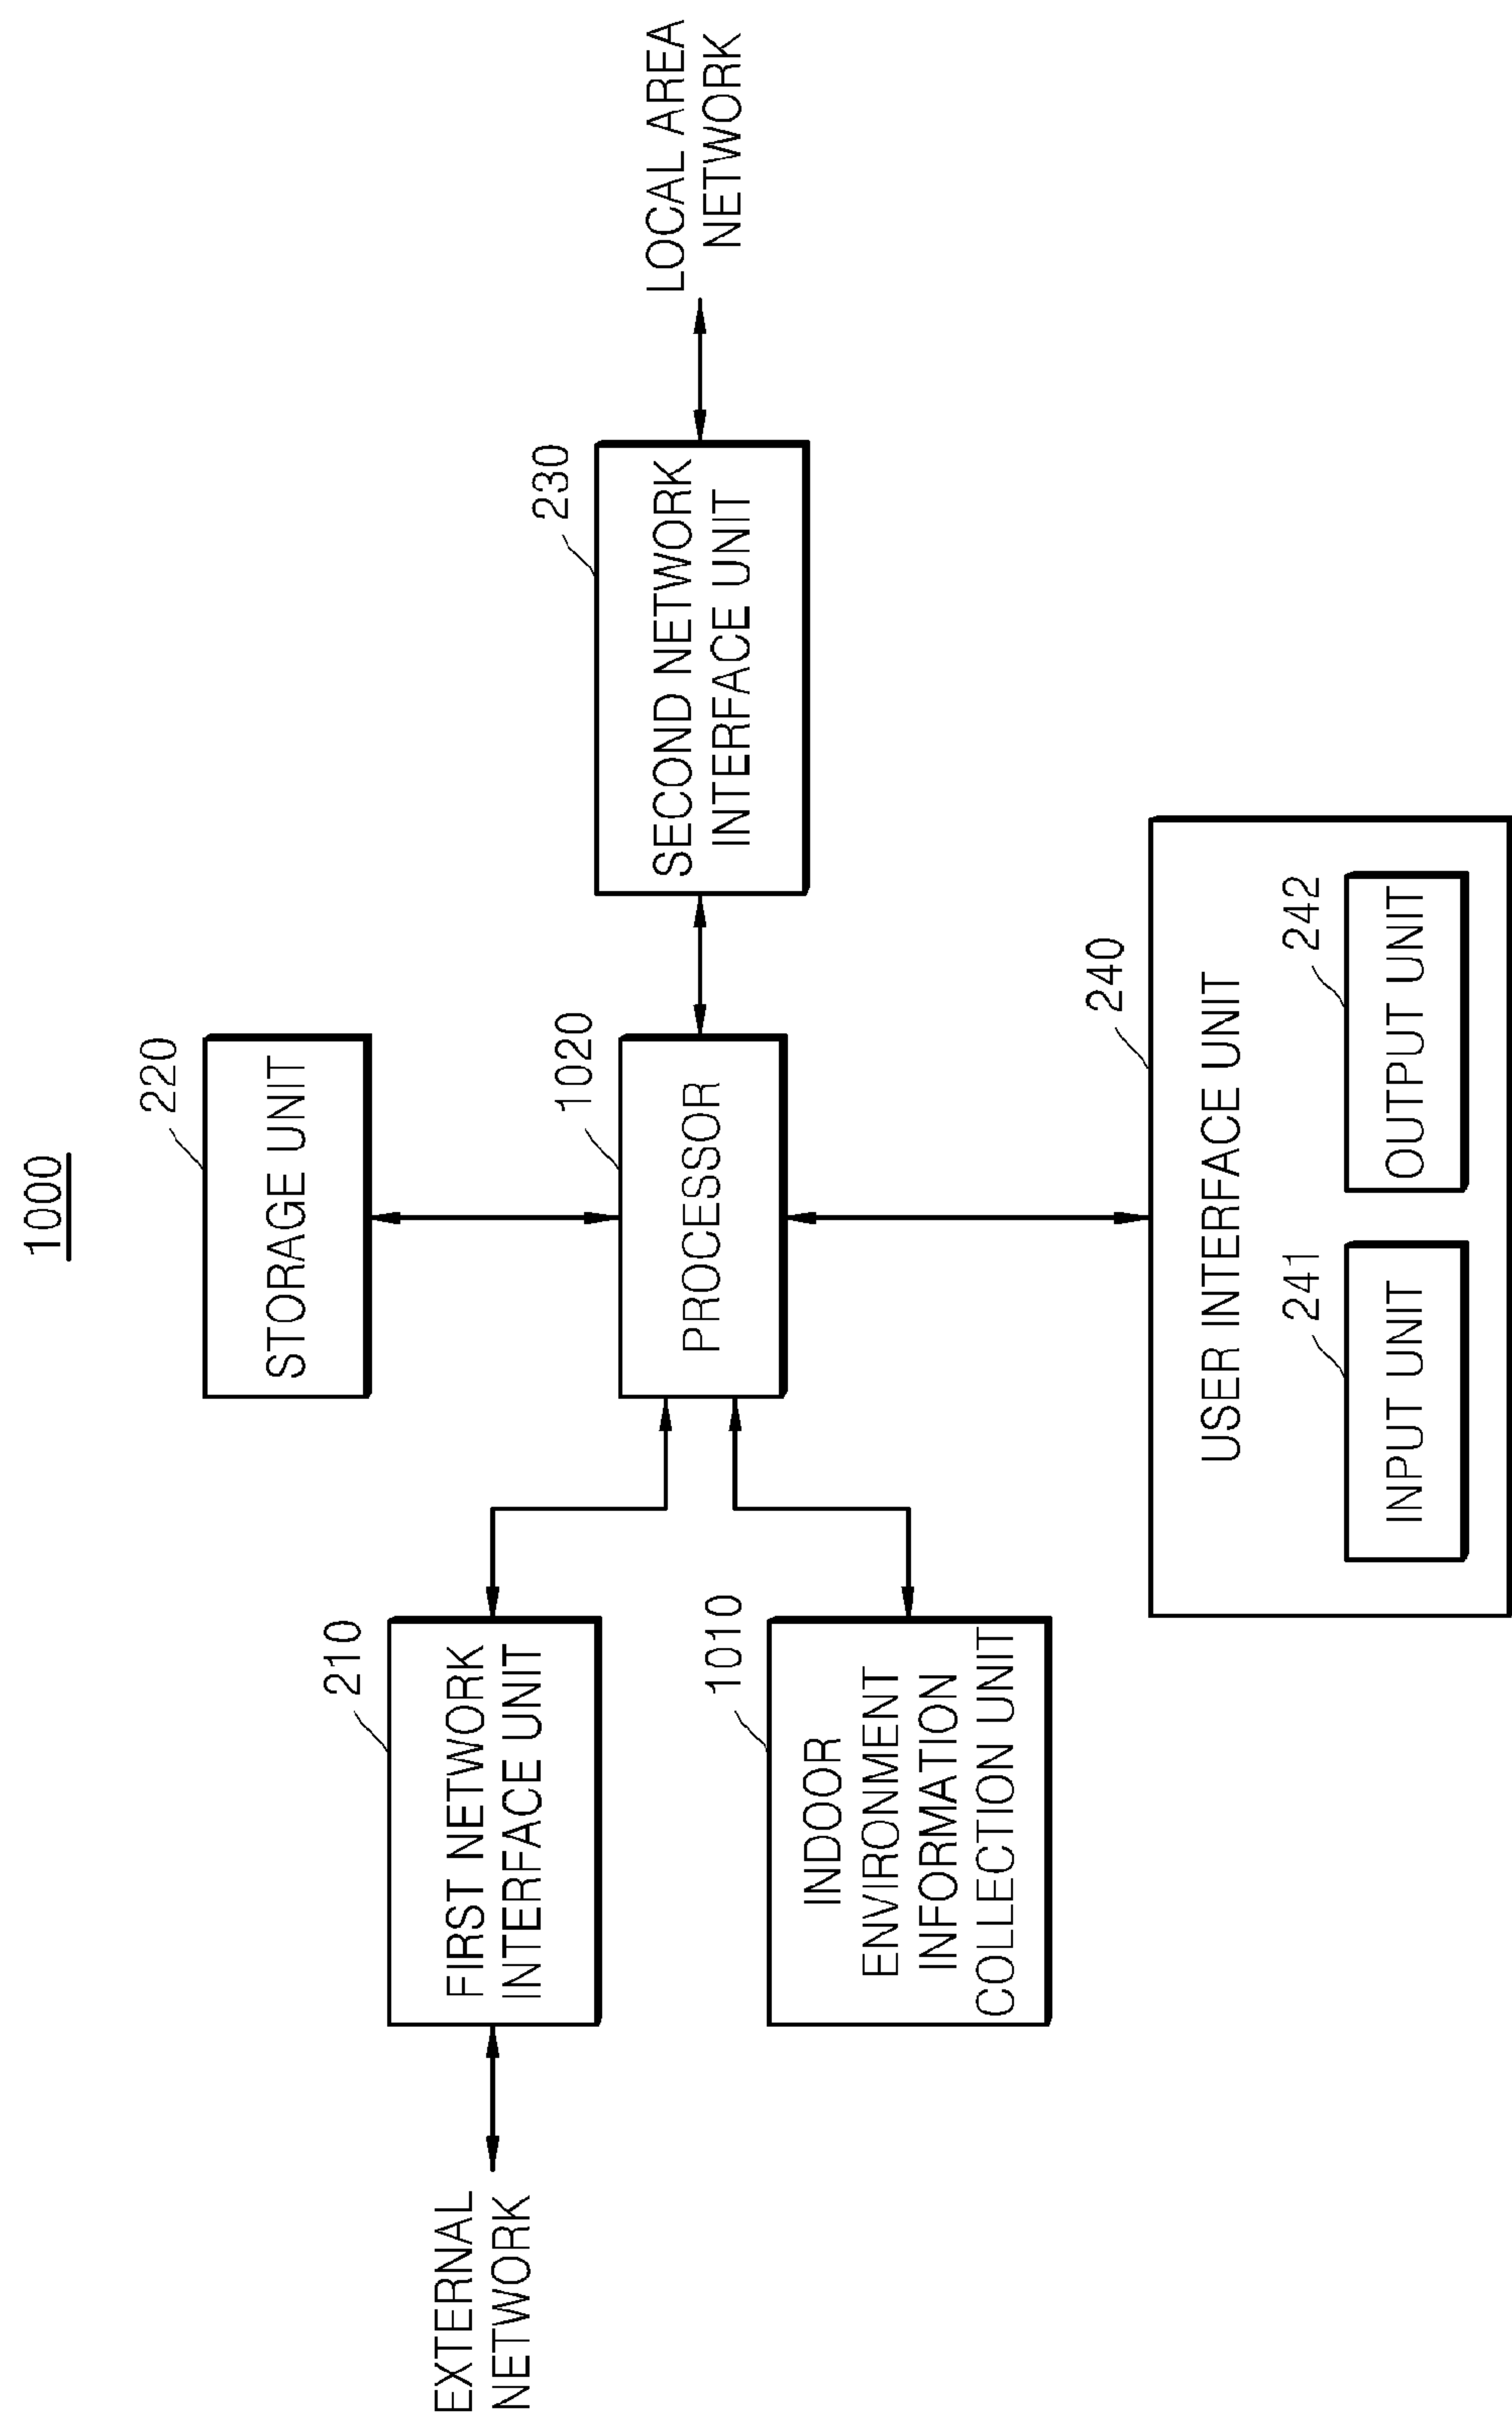 1000
220
STORAGE UNIT
210
FIRST NETWORK
INTERFACE UNIT
EXTERNAL
NETWORK
1020
PROCESSOR
230
SECOND NETWORK
INTERFACE UNIT
LOCAL AREA
NETWORK
1010
INDOOR
ENVIRONMENT
INFORMATION
COLLECTION UNIT
240
USER INTERFACE UNIT
241
INPUT UNIT
242
OUTPUT UNIT